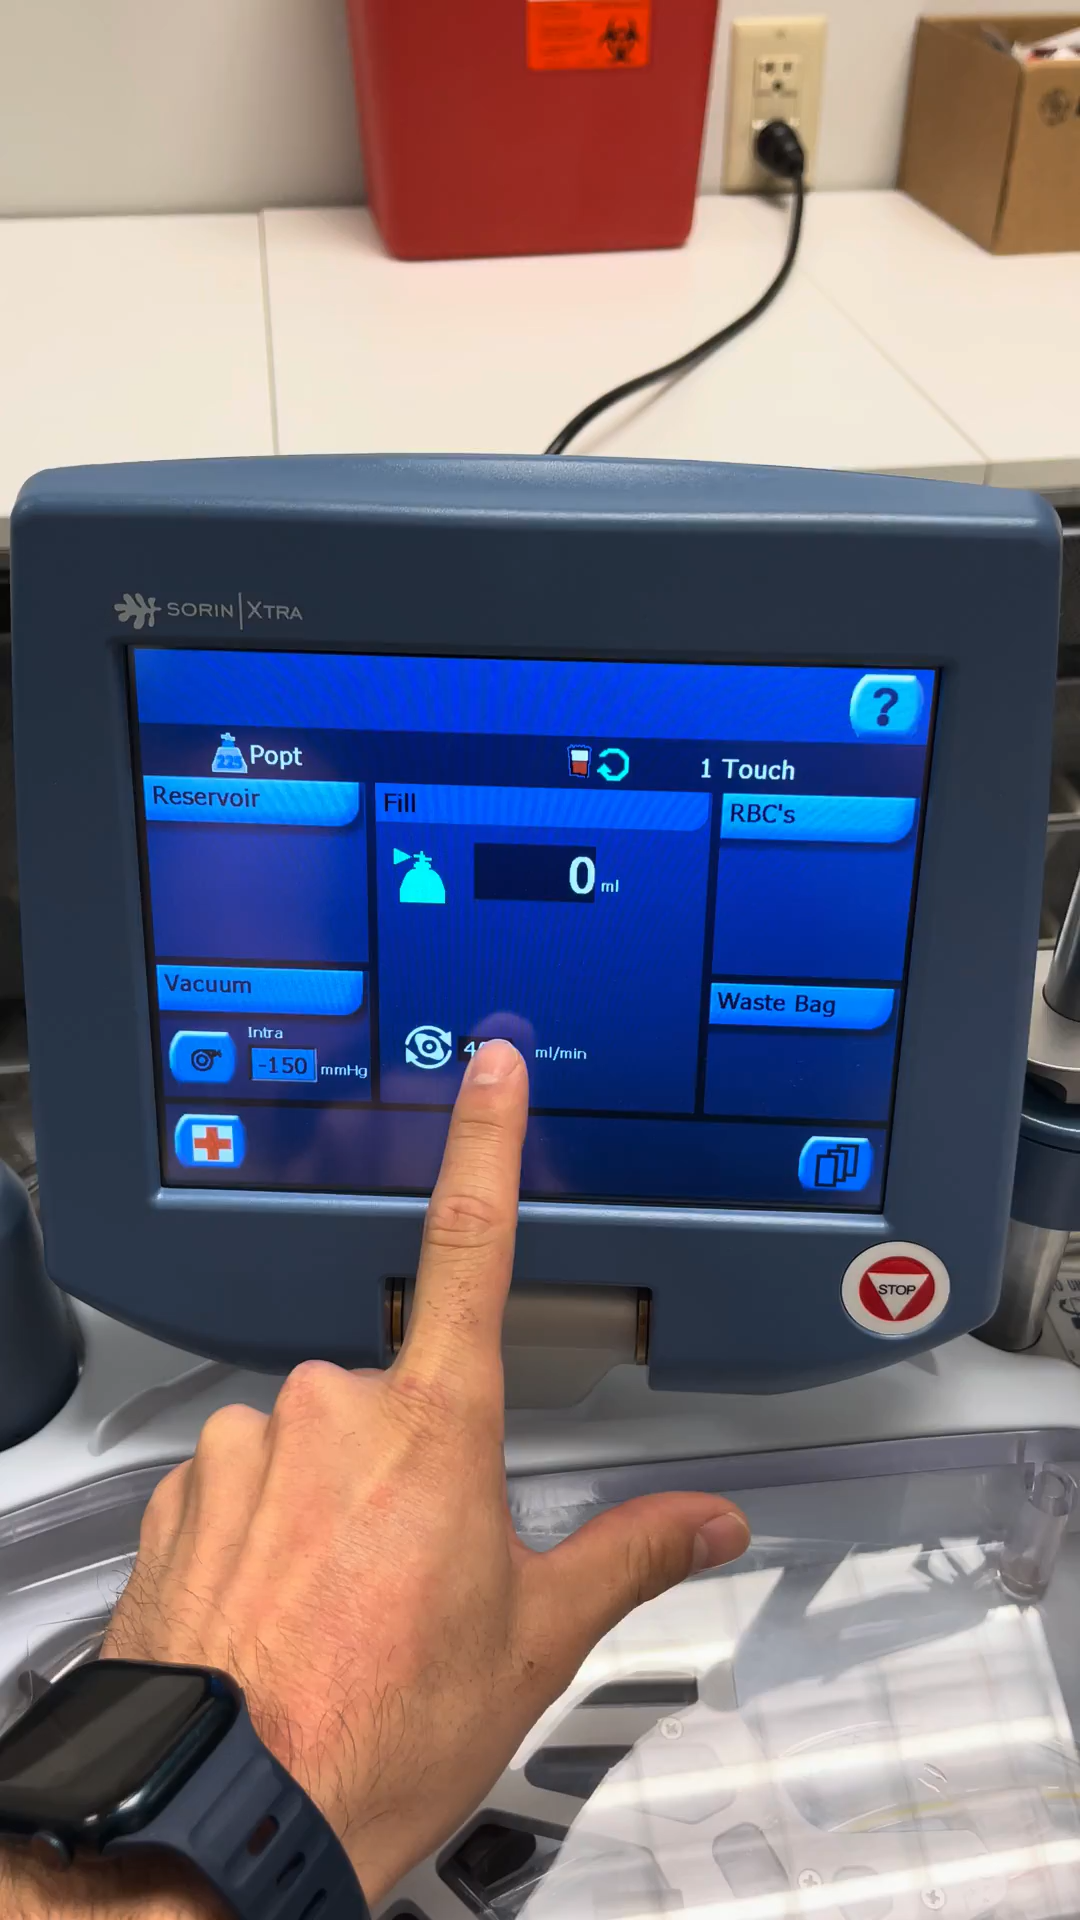 SORIN XTRA
?
225 Popt
1 Touch
Reservoir
Fill
RBC's
0 ml
Vacuum
Waste Bag
Intra
-150 mmHg
ml/min
STOP